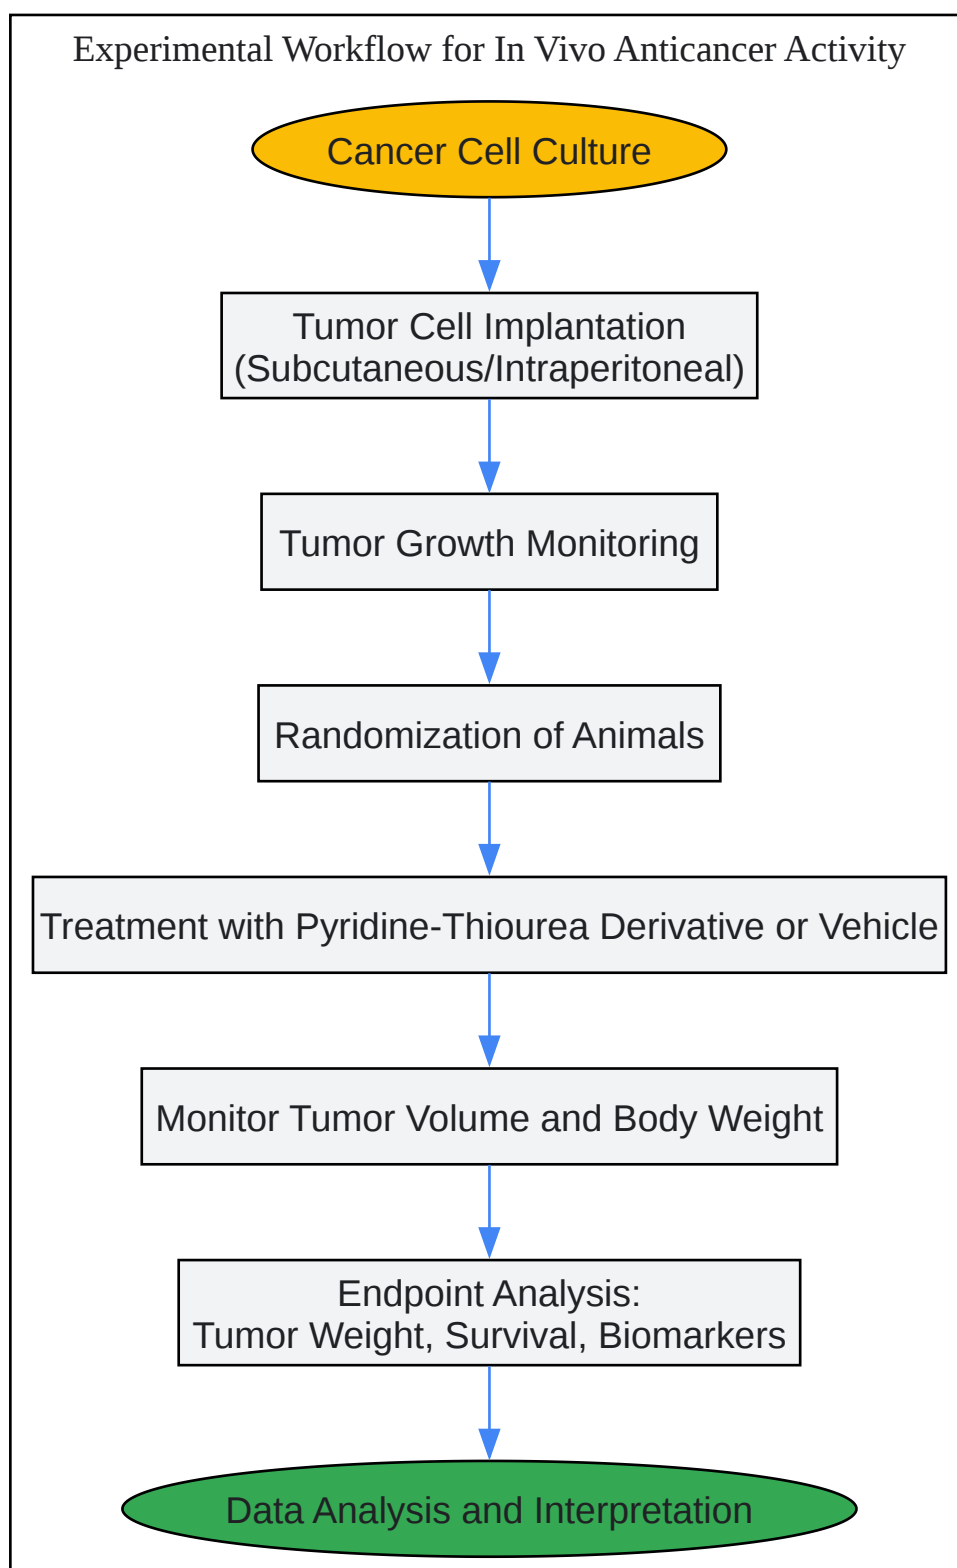 Experimental Workflow for In Vivo Anticancer Activity
Cancer Cell Culture
Tumor Cell Implantation
(Subcutaneous/Intraperitoneal)
Tumor Growth Monitoring
Randomization of Animals
Treatment with Pyridine-Thiourea Derivative or Vehicle
Monitor Tumor Volume and Body Weight
Endpoint Analysis:
Tumor Weight, Survival, Biomarkers
Data Analysis and Interpretation